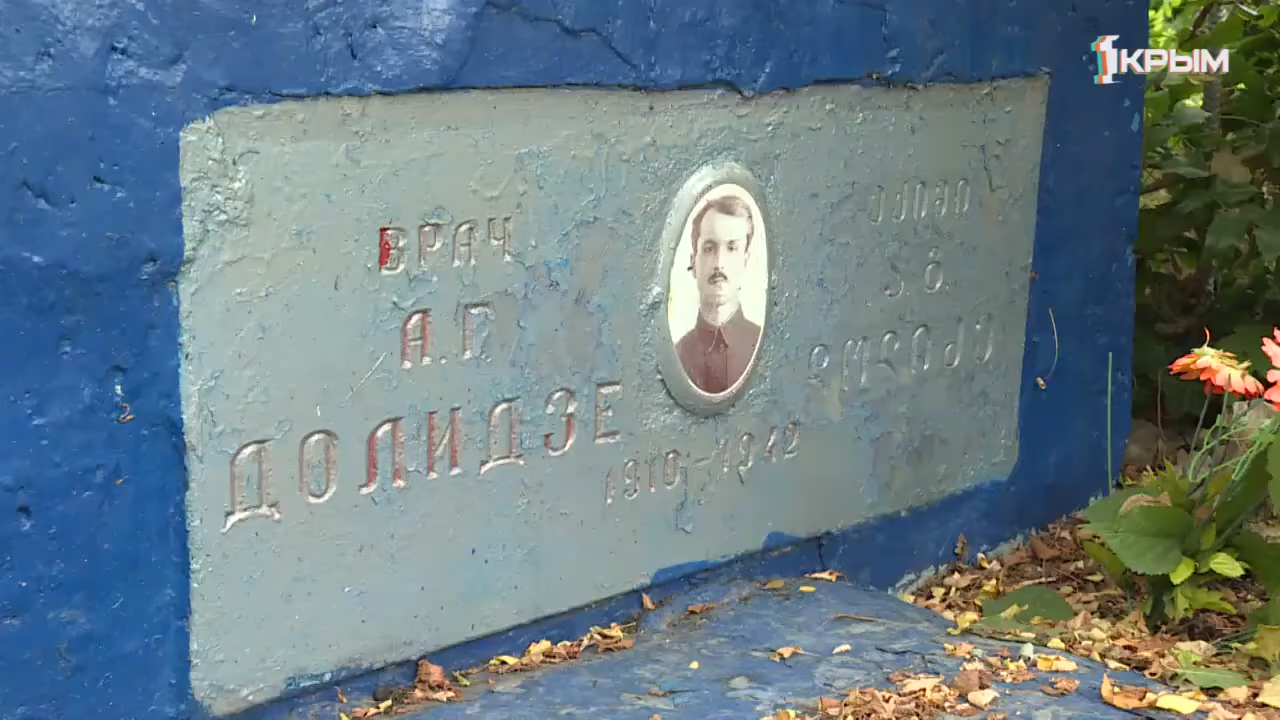 1КРЫМ
ВРАЧ
А. Г.
ДОЛИДЗЕ
ექიმი
ა. გ.
დოლიძე
1910-1942